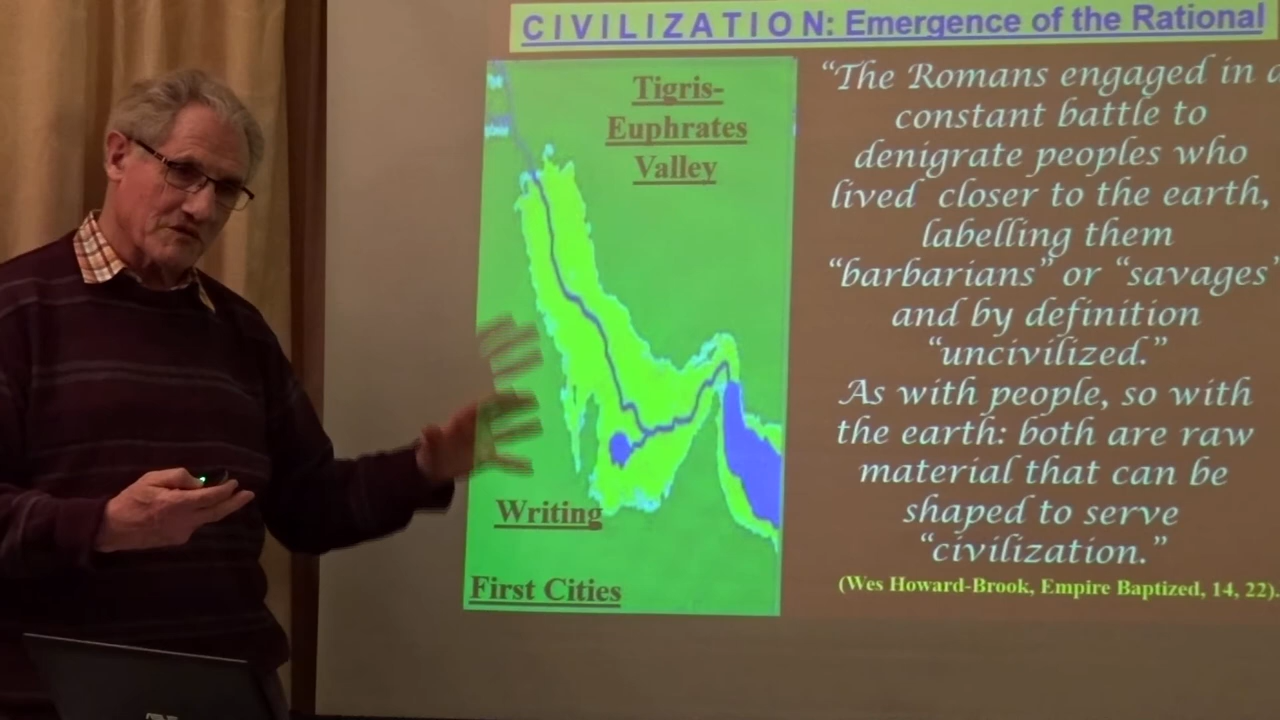 CIVILIZATION: Emergence of the Rational
Tigris-
Euphrates
Valley
Writing
First Cities
“The Romans engaged in a
constant battle to
denigrate peoples who
lived closer to the earth,
labelling them
“barbarians” or “savages”
and by definition
“uncivilized.”
As with people, so with
the earth: both are raw
material that can be
shaped to serve
“civilization.”
(Wes Howard-Brook, Empire Baptized, 14, 22).